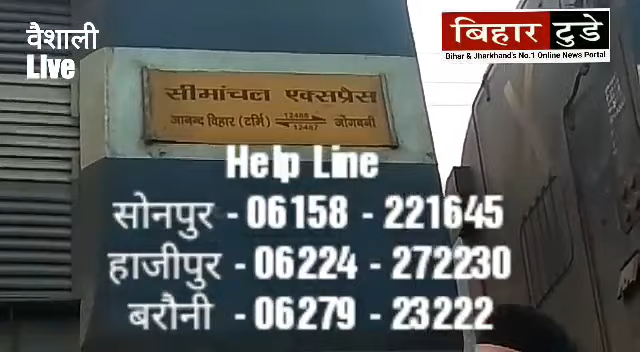 वैशाली
Live
बिहार टुडे
Bihar & Jharkhand's No.1 Online News Portal
सीमांचल एक्सप्रेस
आनन्द विहार (टर्मि) 12488 जोगबनी
12487
Help Line
सोनपुर - 06158 - 221645
हाजीपुर - 06224 - 272230
बरौनी - 06279 - 23222